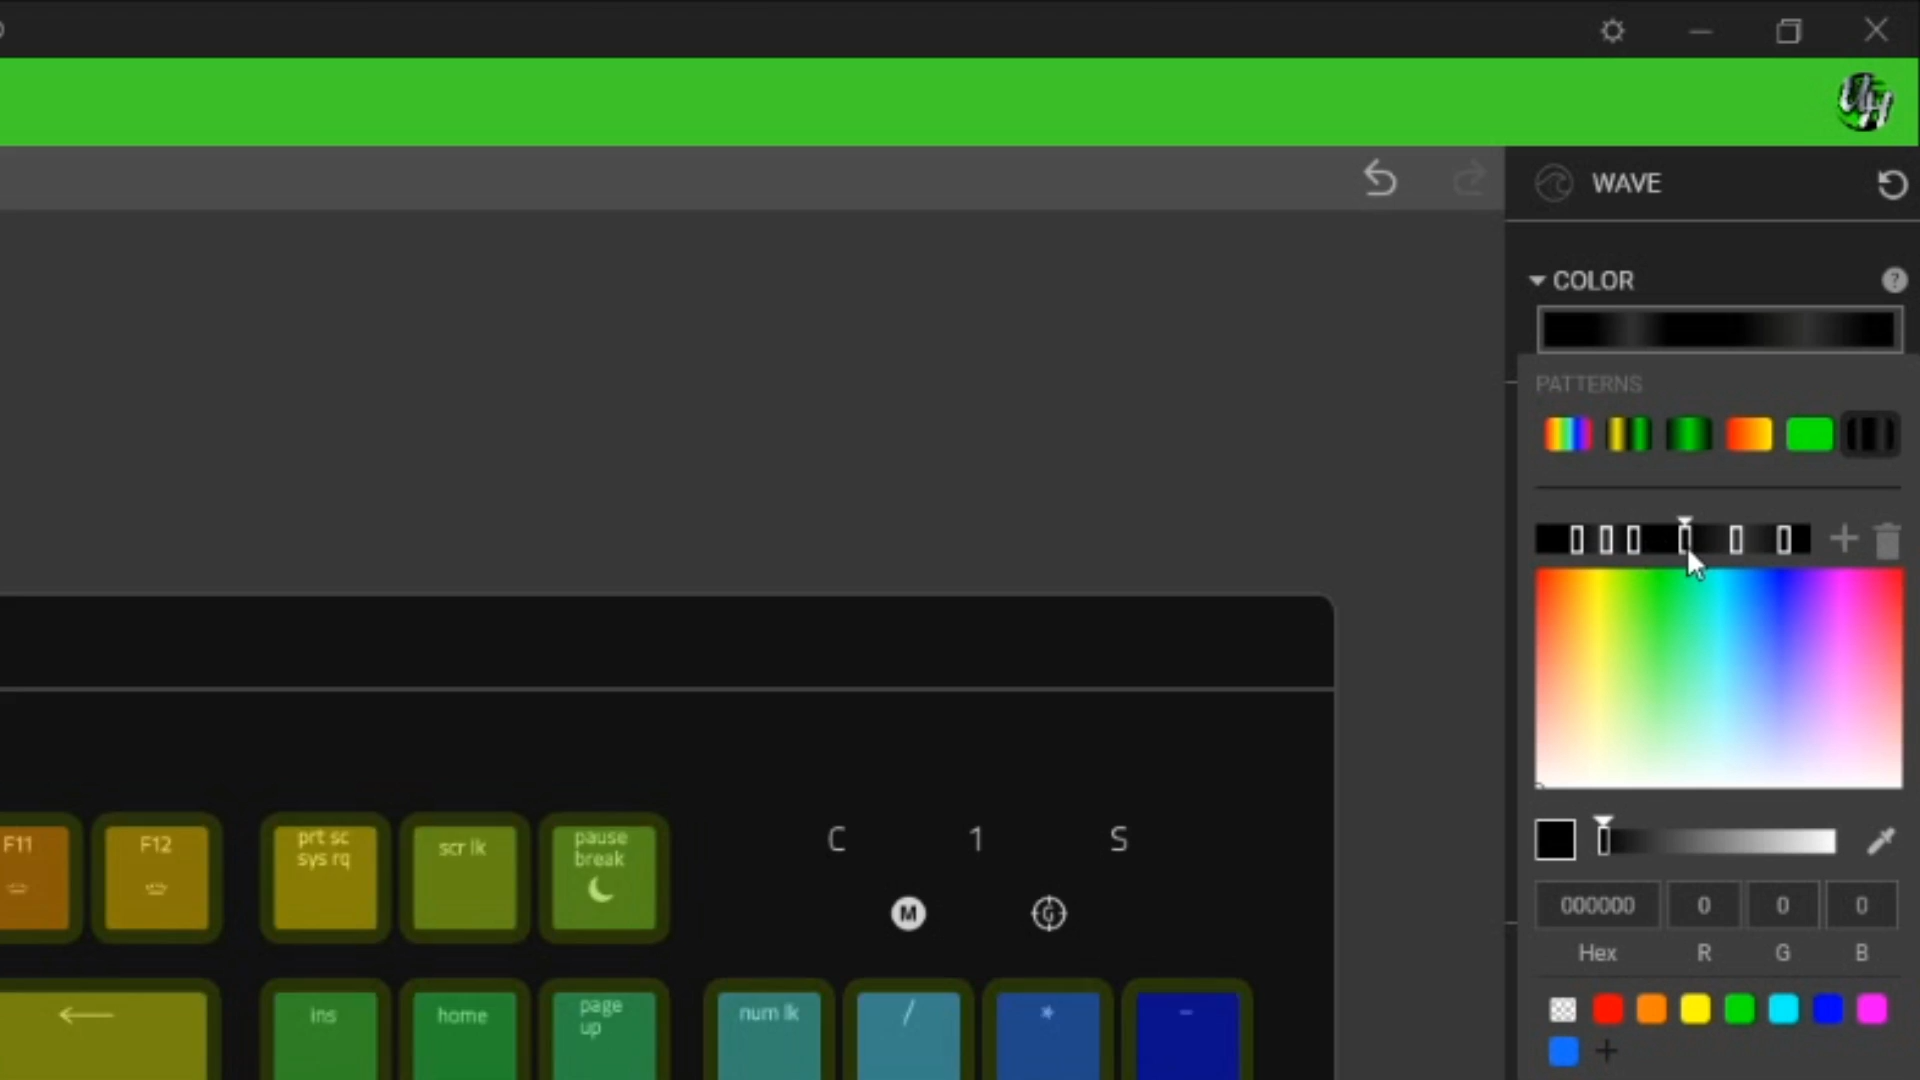 UH
WAVE
COLOR
?
PATTERNS
C 1 S
F11
F12
prt sc
sys rq
scr lk
pause
break
M
G
000000 0 0 0
Hex R G B
ins
home
page
up
num lk
/
*
-